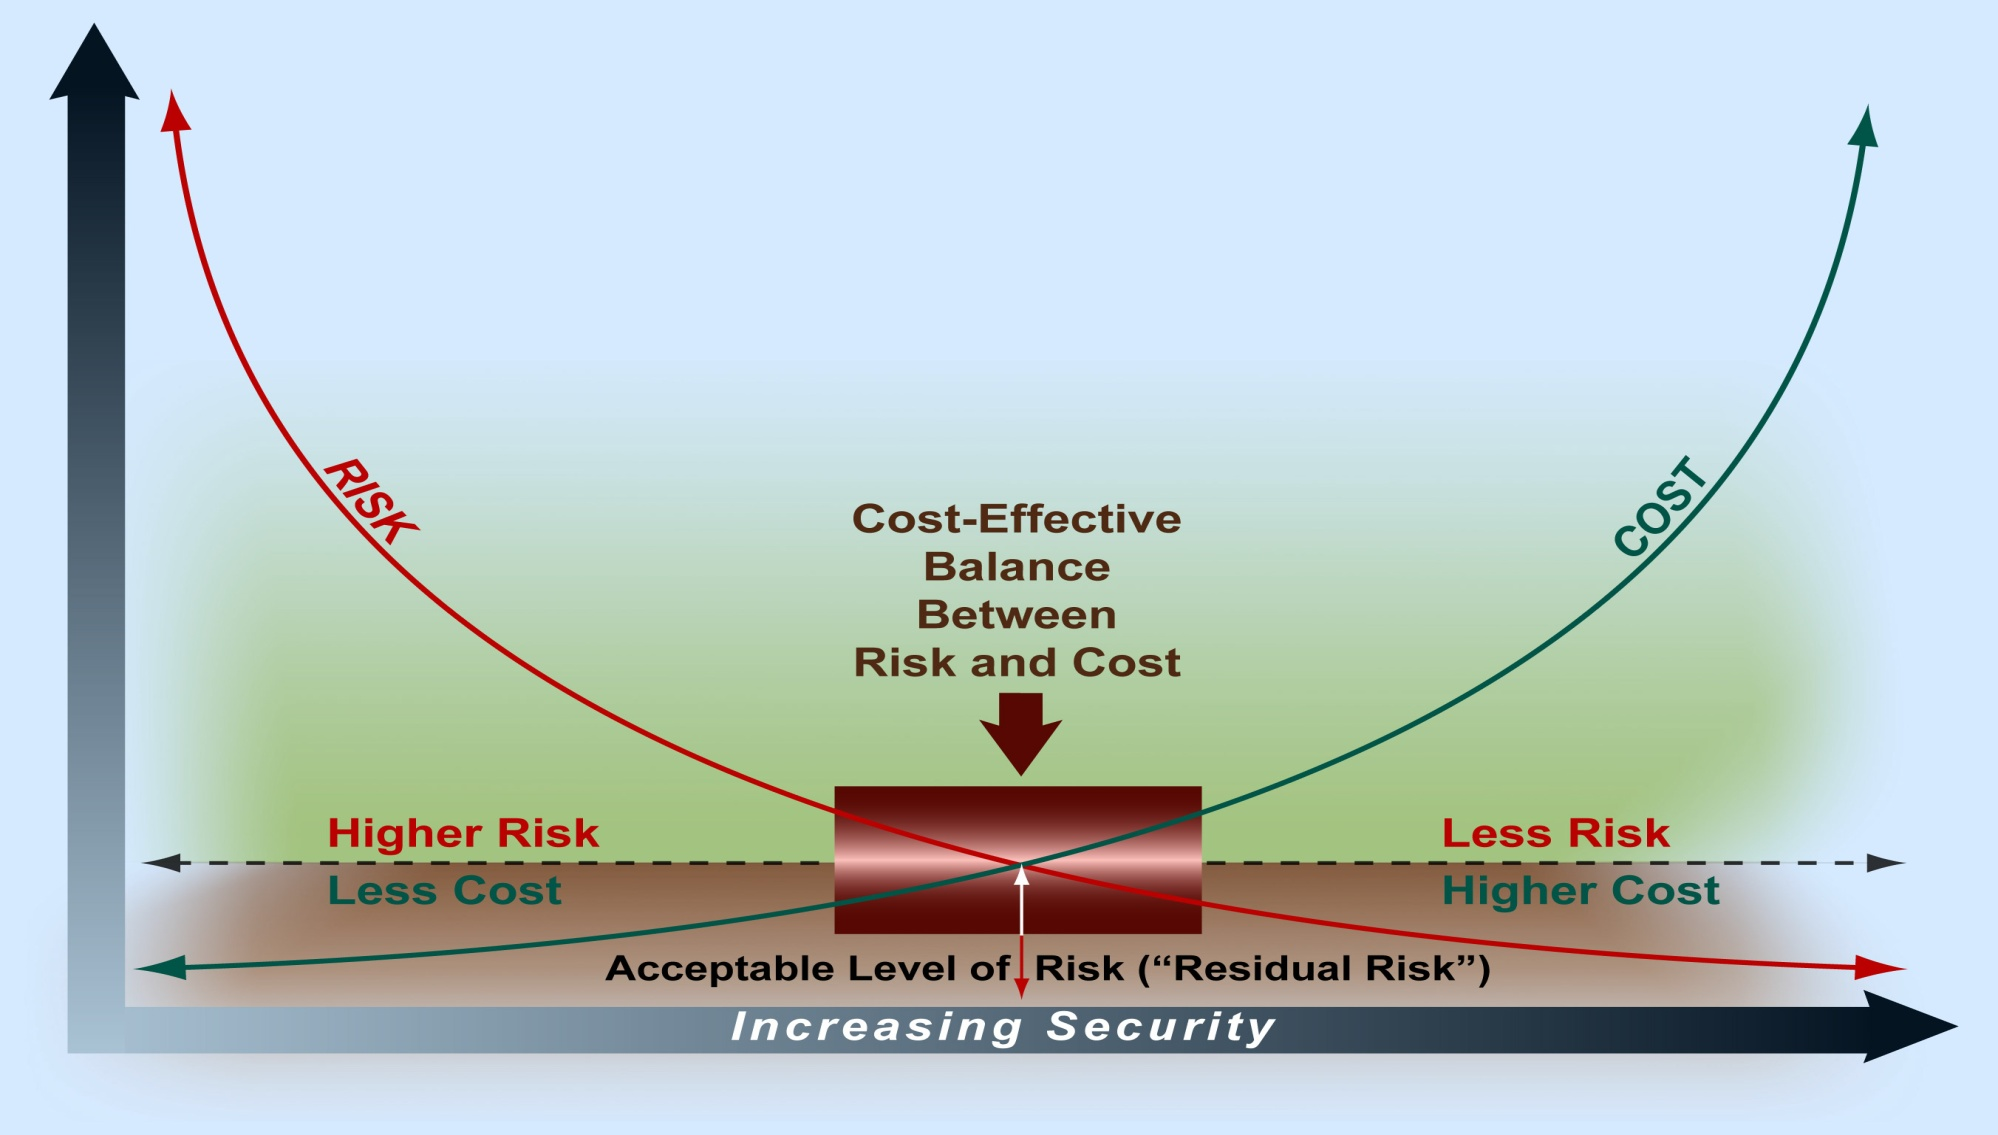 RISK
COST
Cost-Effective
Balance
Between
Risk and Cost
Higher Risk
Less Cost
Less Risk
Higher Cost
Acceptable Level of Risk (“Residual Risk”)
Increasing Security